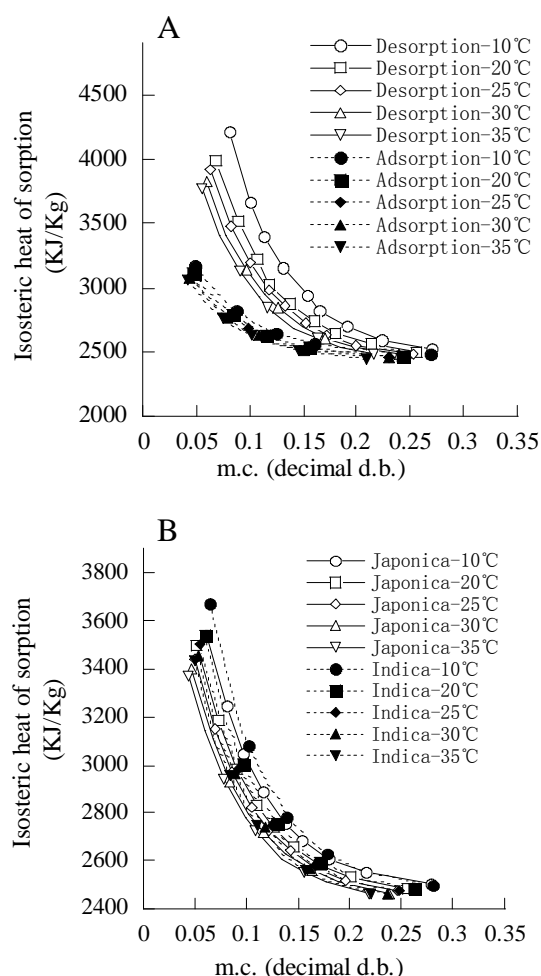 A
Isosteric heat of sorption
(KJ/Kg)
4500
4000
3500
3000
2500
2000
Desorption-10℃
Desorption-20℃
Desorption-25℃
Desorption-30℃
Desorption-35℃
Adsorption-10℃
Adsorption-20℃
Adsorption-25℃
Adsorption-30℃
Adsorption-35℃
0 0.05 0.1 0.15 0.2 0.25 0.3 0.35
m.c. (decimal d.b.)
B
Isosteric heat of sorption
(KJ/Kg)
3800
3600
3400
3200
3000
2800
2600
2400
Japonica-10℃
Japonica-20℃
Japonica-25℃
Japonica-30℃
Japonica-35℃
Indica-10℃
Indica-20℃
Indica-25℃
Indica-30℃
Indica-35℃
0 0.05 0.1 0.15 0.2 0.25 0.3 0.35
m.c. (decimal d.b.)